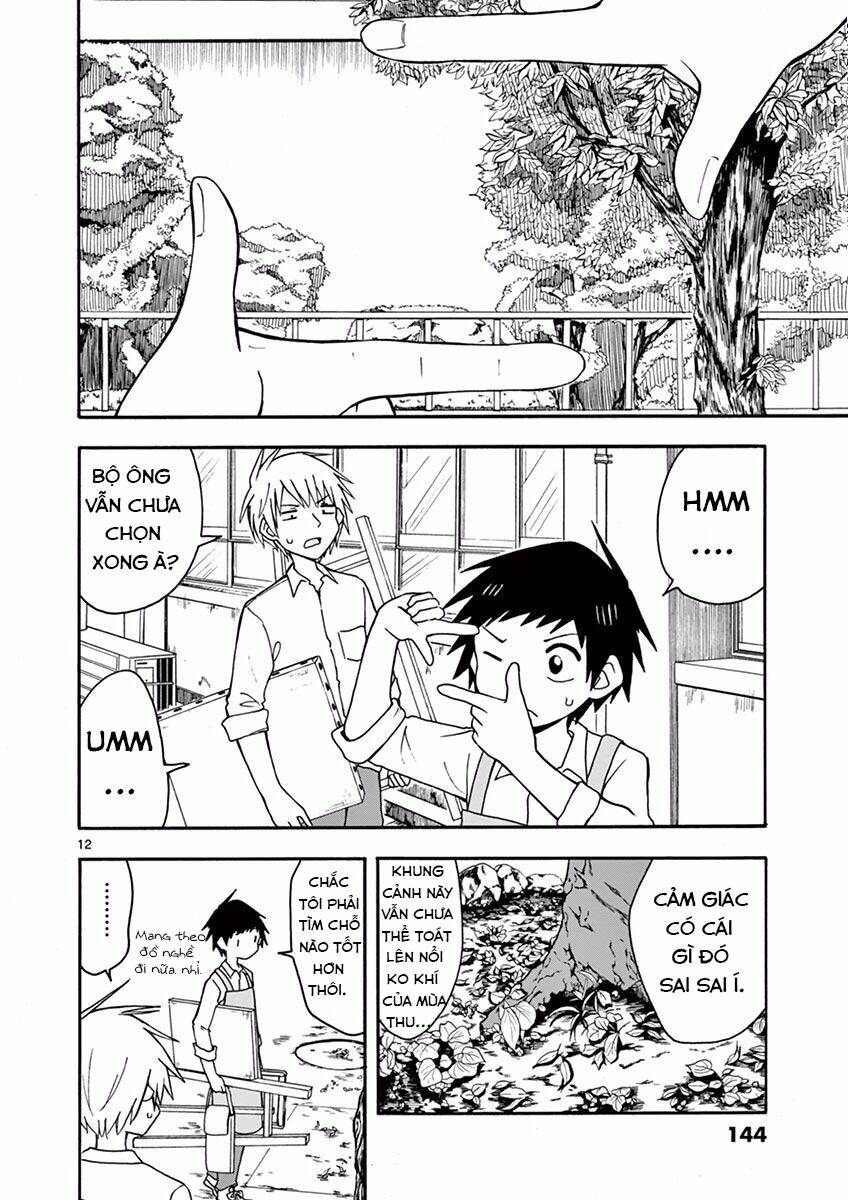 HMM
....
BỘ ÔNG
VẪN CHƯA
CHỌN
XONG À?
UMM
...
12
CẢM GIÁC
CÓ CÁI
GÌ ĐÓ
SAI SAI Í.
KHUNG
CẢNH NÀY
VẪN CHƯA
THỂ TOÁT
LÊN NỔI
KO KHÍ
CỦA MÙA
THU...
CHẮC
TÔI PHẢI
TÌM CHỖ
NÀO TỐT
HƠN
THÔI.
Mang theo
đồ nghề
đi nữa nhỉ.
........
144